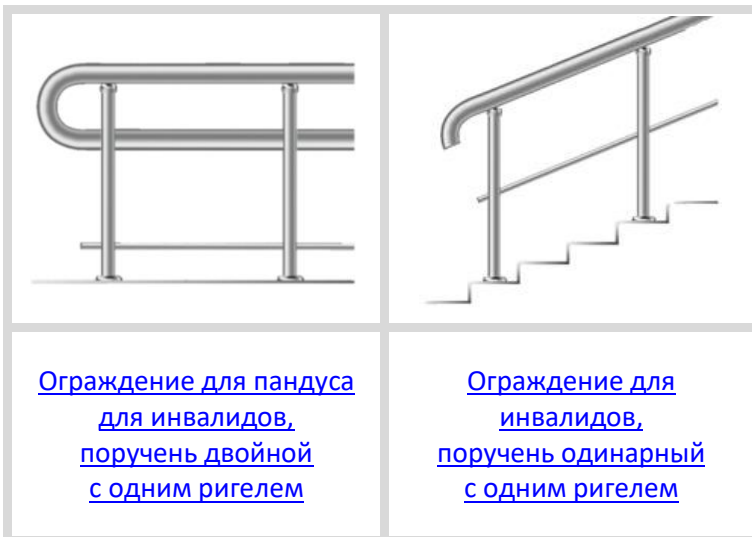 Ограждение для пандуса
для инвалидов,
поручень двойной
с одним ригелем
Ограждение для
инвалидов,
поручень одинарный
с одним ригелем